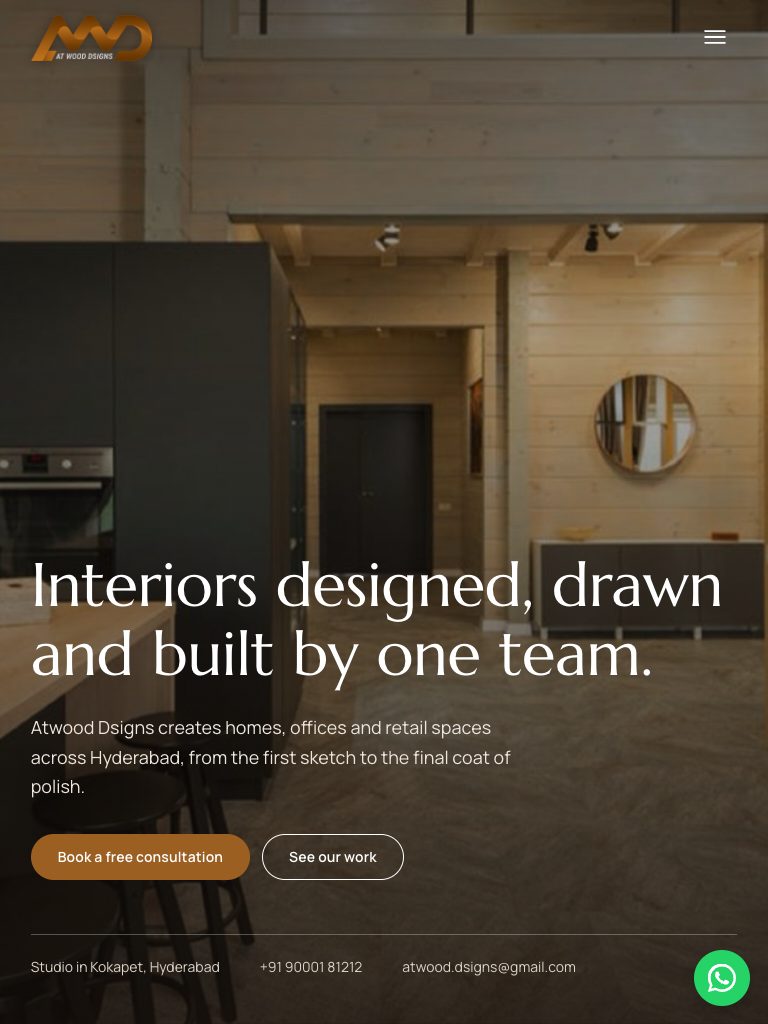 AT WOOD DSIGNS
Interiors designed, drawn
and built by one team.
Atwood Dsigns creates homes, offices and retail spaces
across Hyderabad, from the first sketch to the final coat of
polish.
Book a free consultation
See our work
Studio in Kokapet, Hyderabad
+91 90001 81212
atwood.dsigns@gmail.com